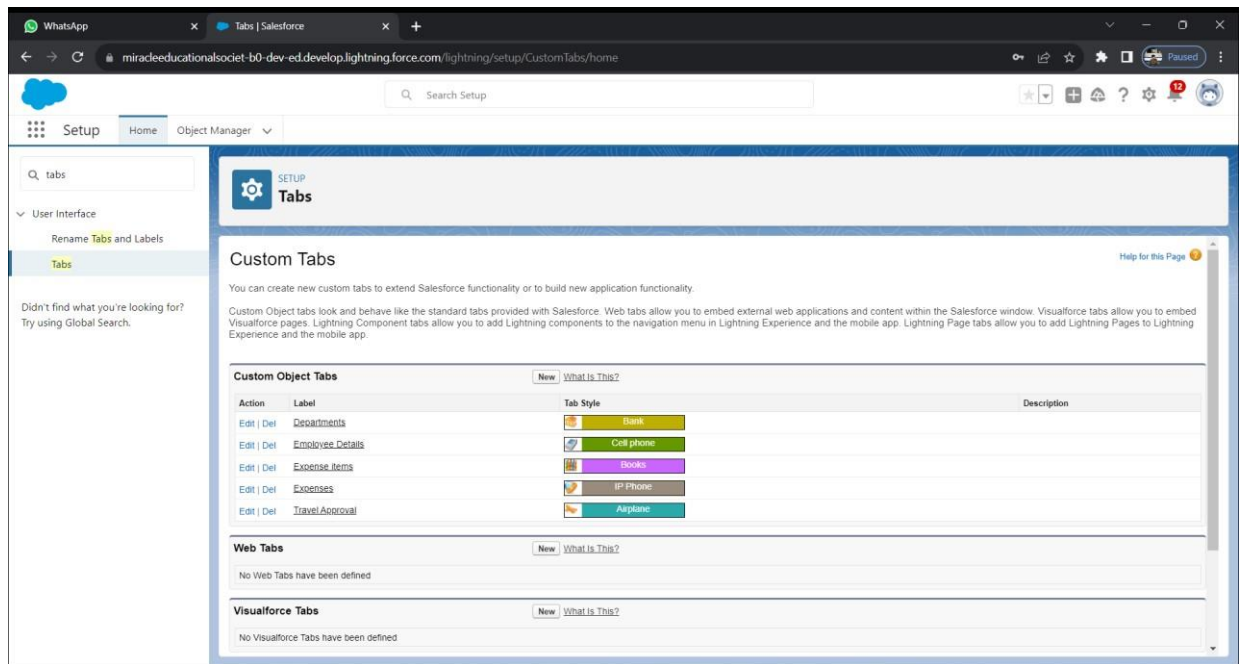 WhatsApp
Tabs | Salesforce
miracleeducationalsociet-b0-dev-ed.develop.lightning.force.com/lightning/setup/CustomTabs/home
Paused
Search Setup
12
Setup
Home
Object Manager
tabs
User Interface
Rename Tabs and Labels
Tabs
Didn't find what you're looking for?
Try using Global Search.
SETUP
Tabs
Custom Tabs
Help for this Page
You can create new custom tabs to extend Salesforce functionality or to build new application functionality.
Custom Object tabs look and behave like the standard tabs provided with Salesforce. Web tabs allow you to embed external web applications and content within the Salesforce window. Visualforce tabs allow you to embed
Visualforce pages. Lightning Component tabs allow you to add Lightning components to the navigation menu in Lightning Experience and the mobile app. Lightning Page tabs allow you to add Lightning Pages to Lightning
Experience and the mobile app.
Custom Object Tabs New What Is This?
Action Label Tab Style Description
Edit | Del Departments Bank
Edit | Del Employee Details Cell phone
Edit | Del Expense items Books
Edit | Del Expenses IP Phone
Edit | Del Travel Approval Airplane
Web Tabs New What Is This?
No Web Tabs have been defined
Visualforce Tabs New What Is This?
No Visualforce Tabs have been defined